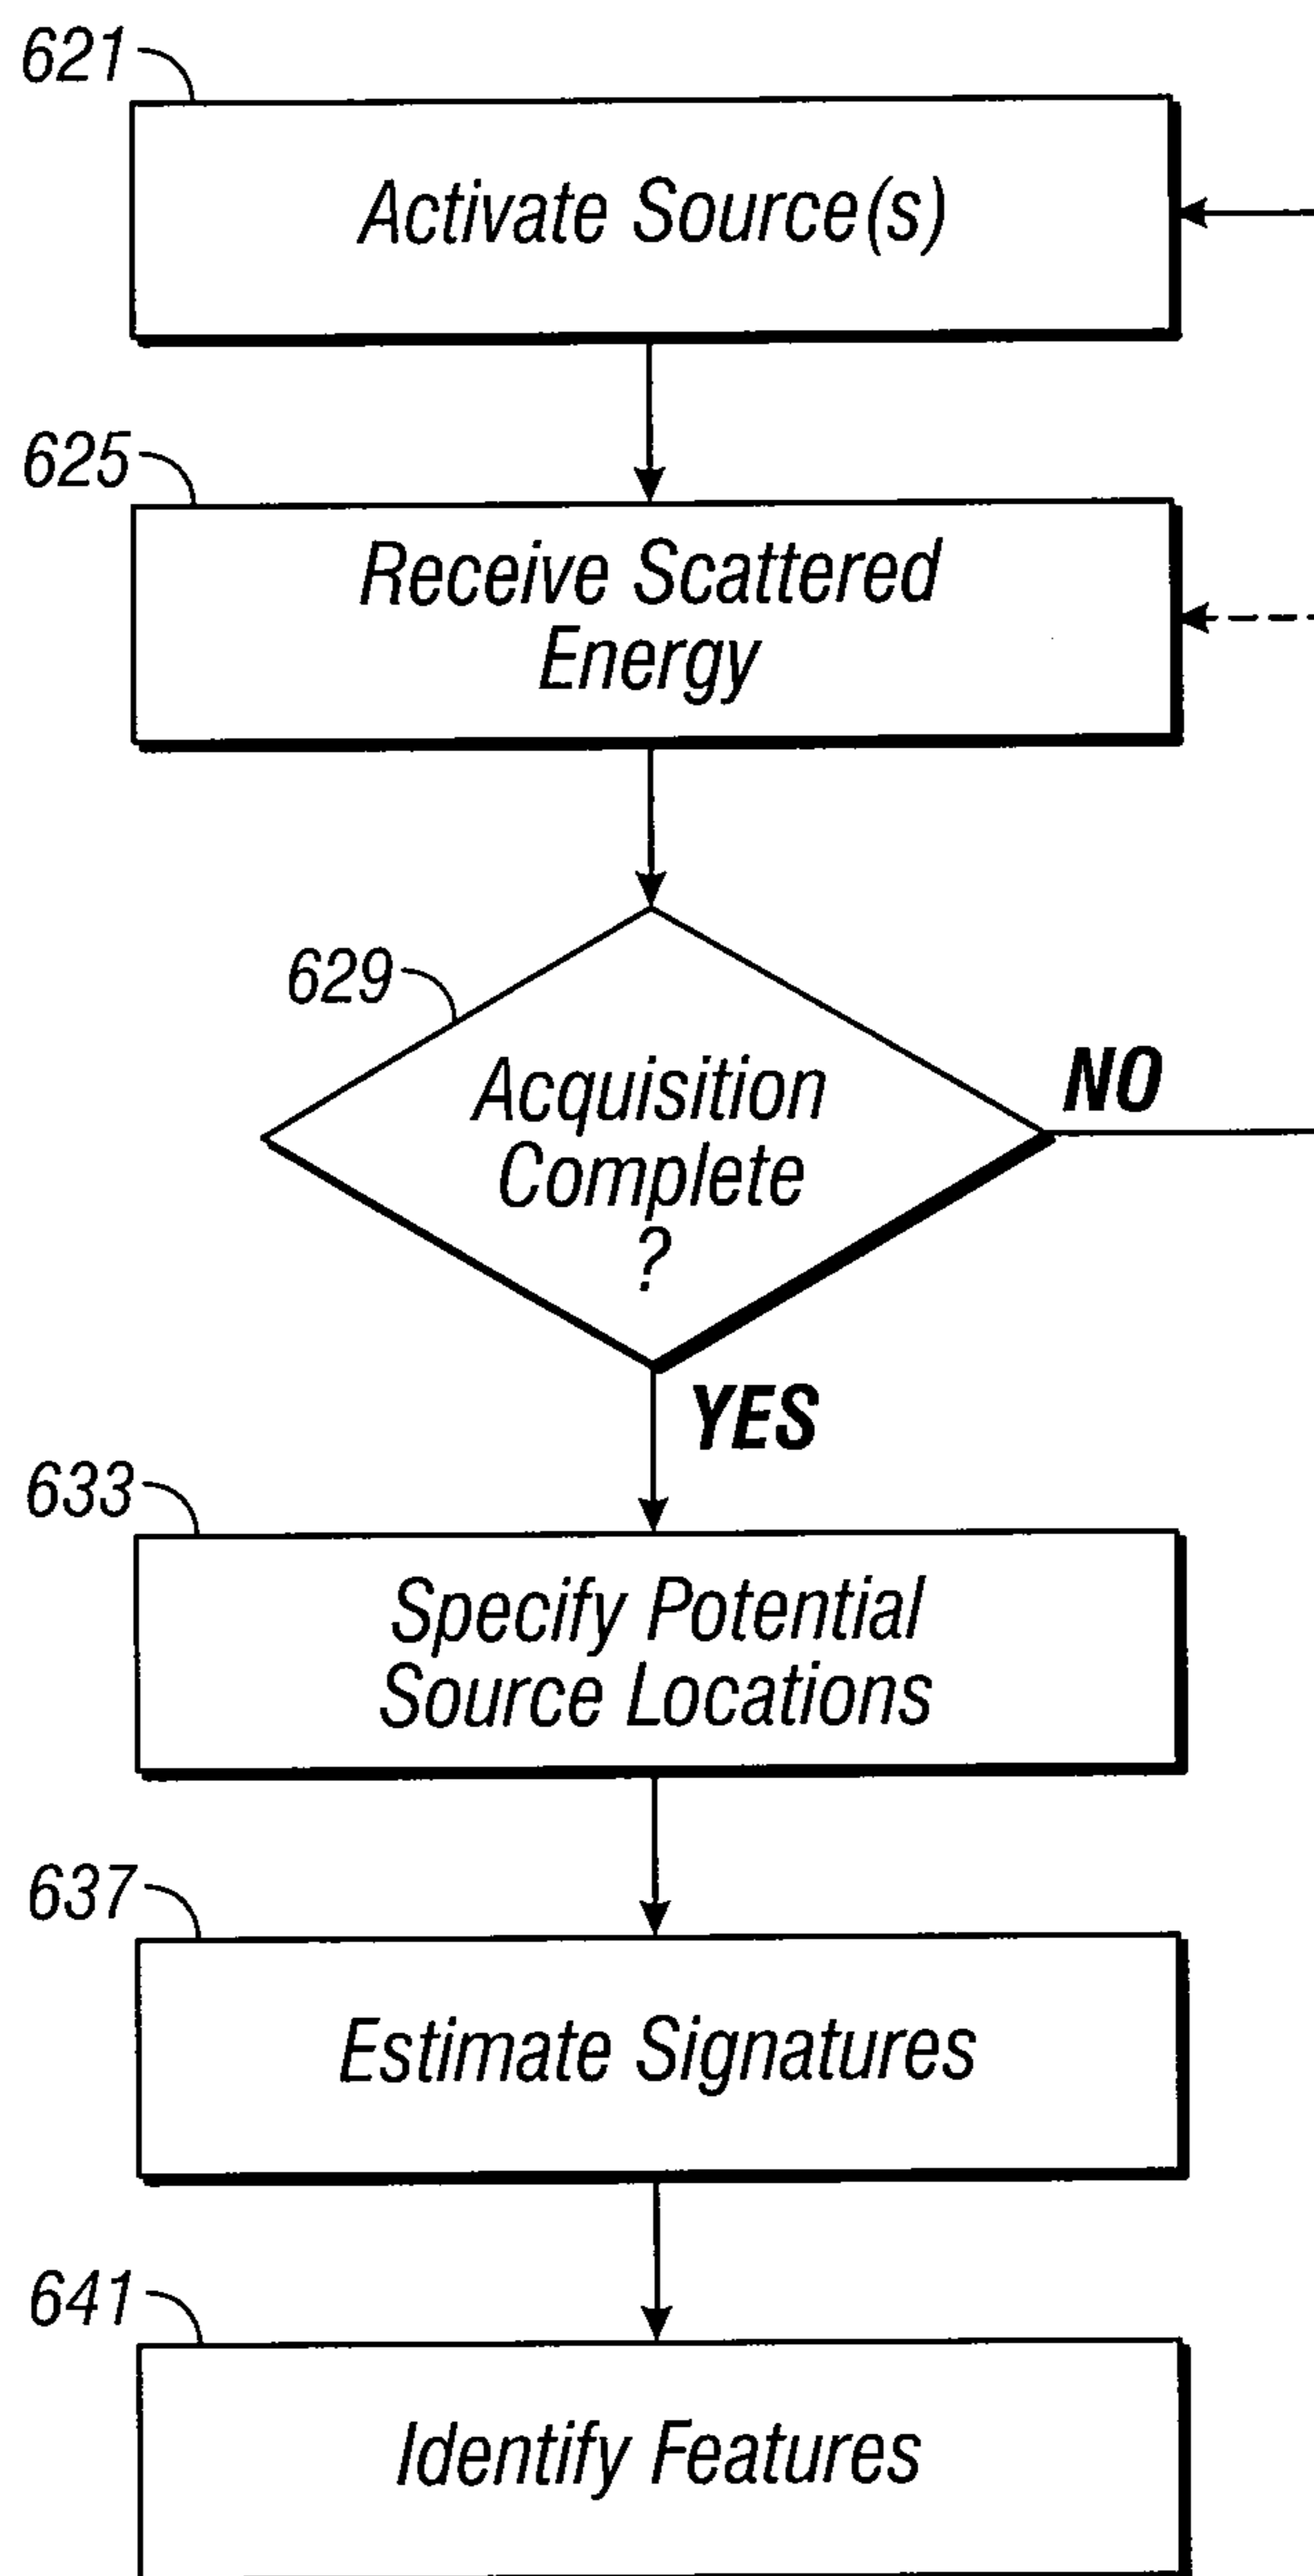 621
Activate Source(s)
625
Receive Scattered
Energy
629
Acquisition
Complete
?
NO
YES
633
Specify Potential
Source Locations
637
Estimate Signatures
641
Identify Features